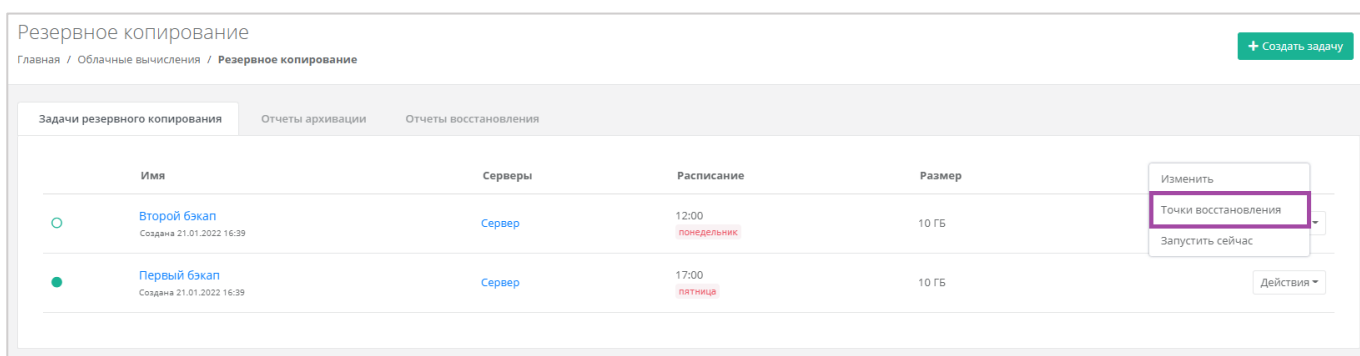 Резервное копирование
Главная / Облачные вычисления / Резервное копирование
+ Создать задачу
Задачи резервного копирования Отчеты архивации Отчеты восстановления
Имя Серверы Расписание Размер
Изменить
Точки восстановления
Запустить сейчас
Второй бэкап
Создана 21.01.2022 16:39
Сервер
12:00
понедельник
10 ГБ
Первый бэкап
Создана 21.01.2022 16:39
Сервер
17:00
пятница
10 ГБ
Действия